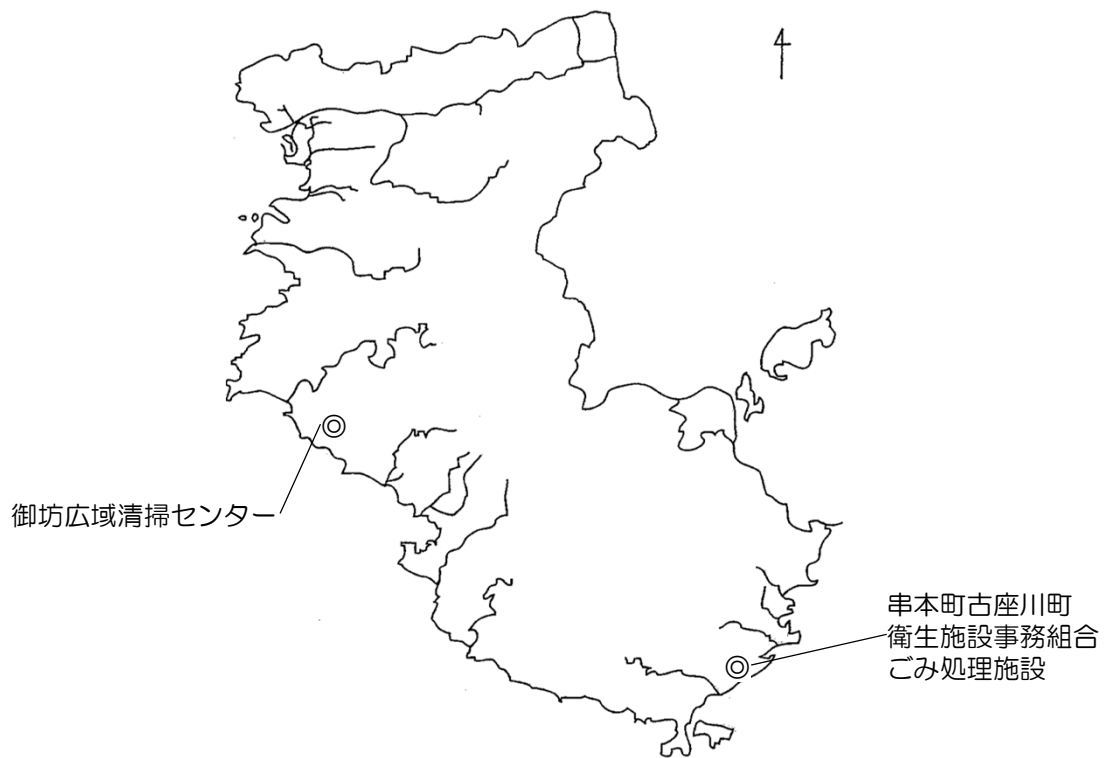 御坊広域清掃センター
串本町古座川町
衛生施設事務組合
ごみ処理施設